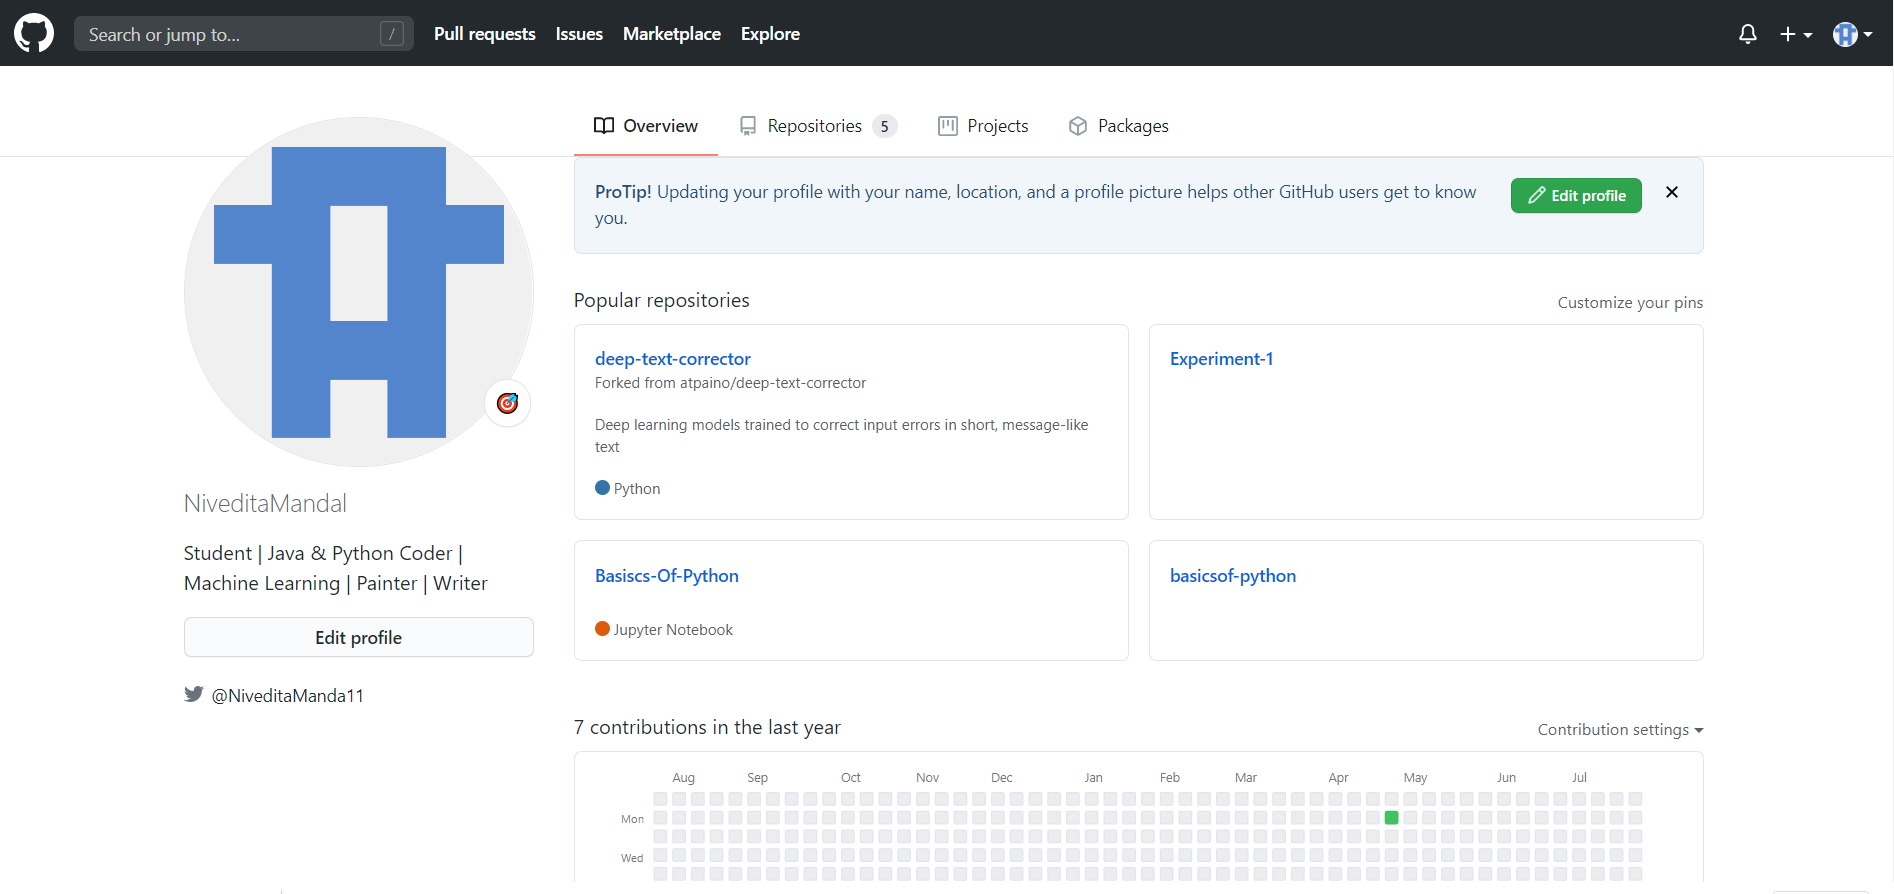 Search or jump to... /
Pull requests Issues Marketplace Explore
Overview Repositories 5 Projects Packages
ProTip! Updating your profile with your name, location, and a profile picture helps other GitHub users get to know
you.
Edit profile
NiveditaMandal
Student | Java & Python Coder |
Machine Learning | Painter | Writer
Edit profile
@NiveditaManda11
Popular repositories
Customize your pins
deep-text-corrector
Forked from atpaino/deep-text-corrector
Deep learning models trained to correct input errors in short, message-like
text
Python
Experiment-1
Basiscs-Of-Python
Jupyter Notebook
basicsof-python
7 contributions in the last year
Contribution settings
Aug Sep Oct Nov Dec Jan Feb Mar Apr May Jun Jul
Mon
Wed